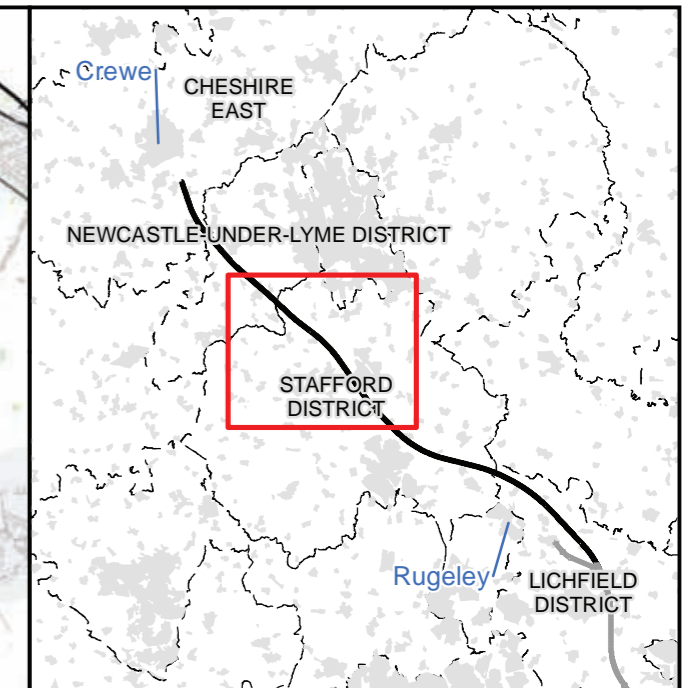 Crewe
CHESHIRE
EAST
NEWCASTLE-UNDER-LYME DISTRICT
STAFFORD
DISTRICT
Rugeley
LICHFIELD
DISTRICT